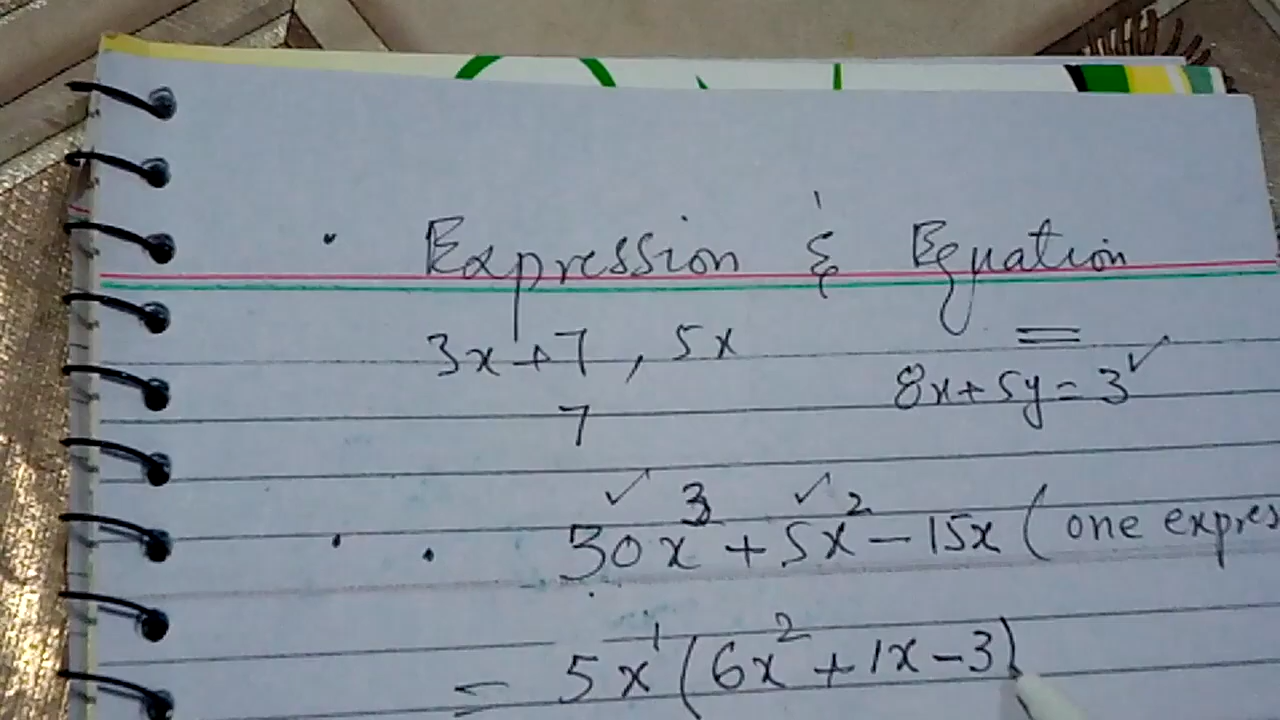 Expression & Equation
3x+7, 5x
8x+5y=3✓
7
✓ ✓
30x³+5x²-15x (one expres
= 5x¹(6x²+1x-3)